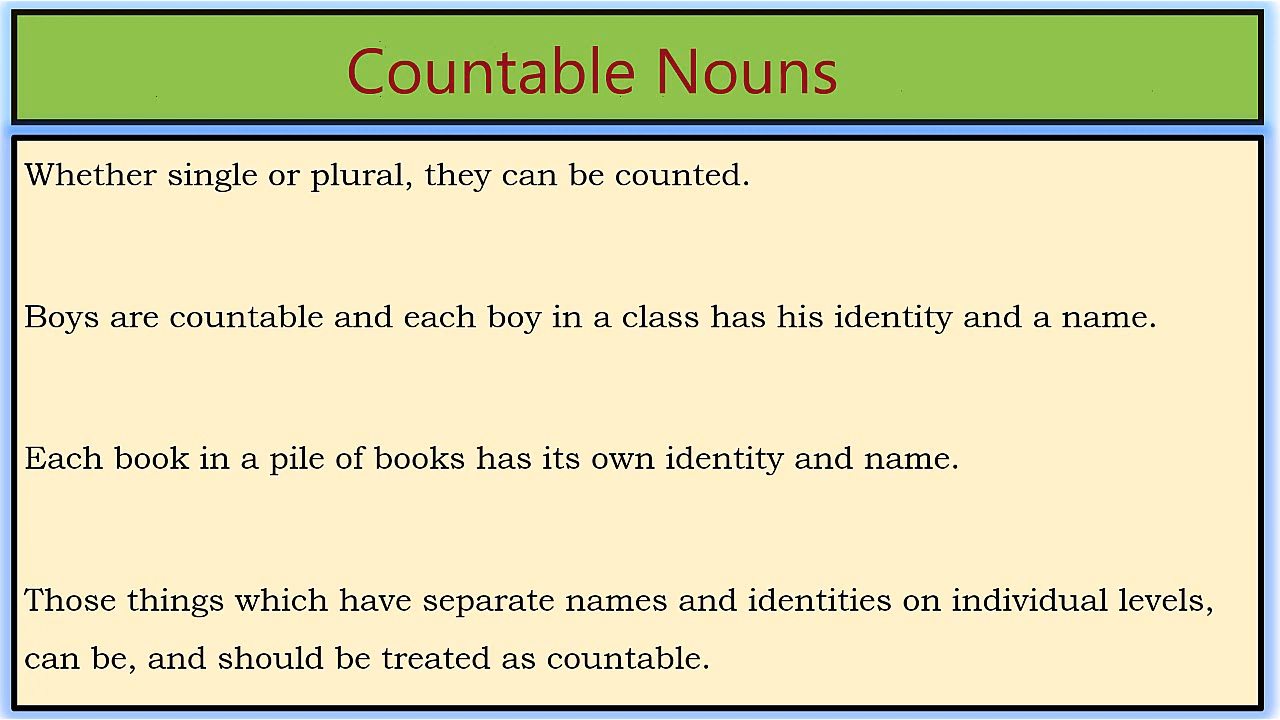 Countable Nouns
Whether single or plural, they can be counted.
Boys are countable and each boy in a class has his identity and a name.
Each book in a pile of books has its own identity and name.
Those things which have separate names and identities on individual levels,
can be, and should be treated as countable.